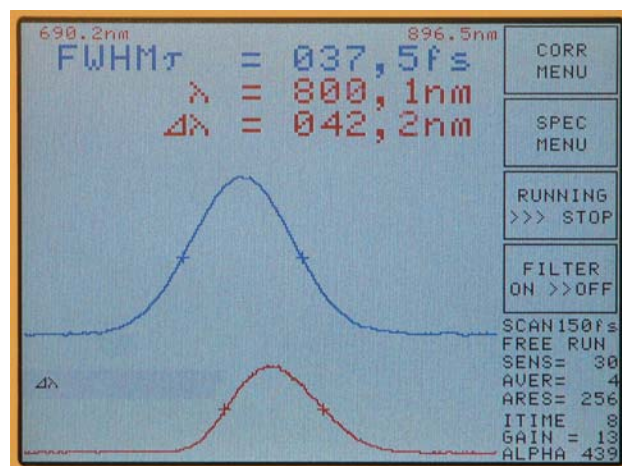 690.2nm 896.5nm
FWHMτ = 037,5fs
λ = 800,1nm
Δλ = 042,2nm
CORR
MENU
SPEC
MENU
RUNNING
>>> STOP
FILTER
ON >>OFF
SCAN150fs
FREE RUN
SENS= 30
AVER= 4
ARES= 256
ITIME 8
GAIN = 13
ALPHA 439
Δλ